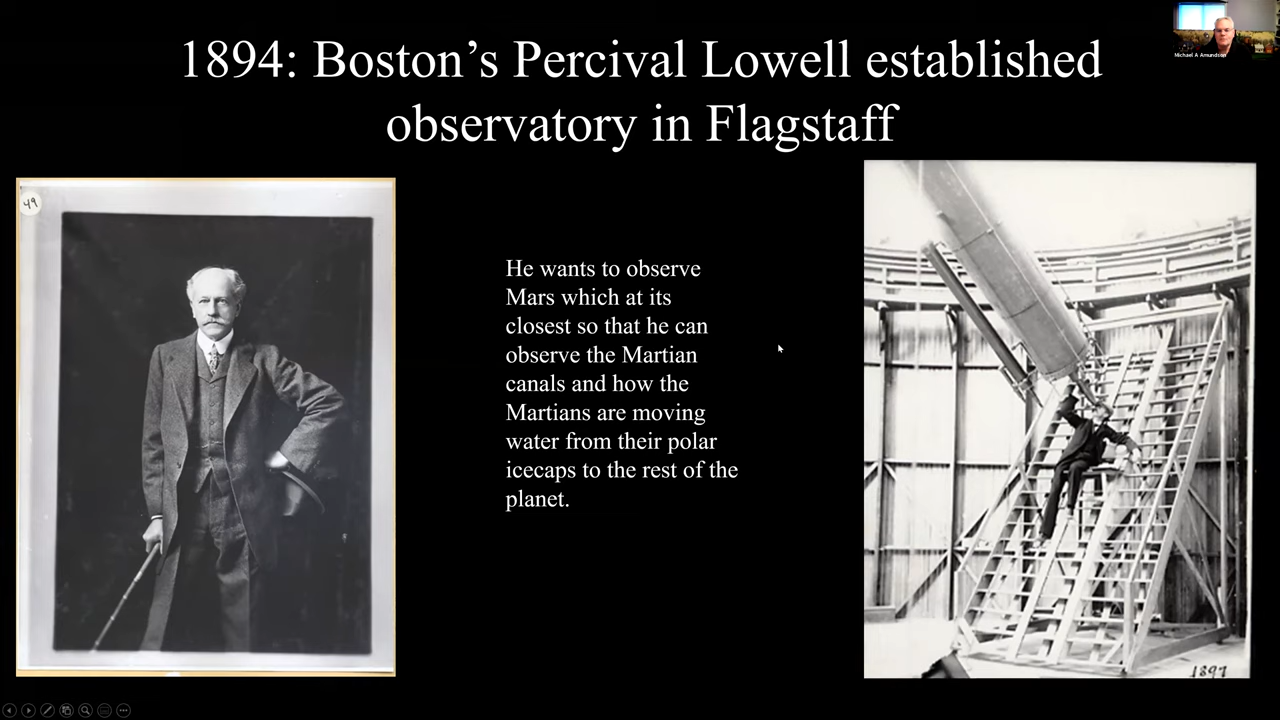 1894: Boston's Percival Lowell established
observatory in Flagstaff
Michael A Amundson
49
He wants to observe
Mars which at its
closest so that he can
observe the Martian
canals and how the
Martians are moving
water from their polar
icecaps to the rest of the
planet.
1897